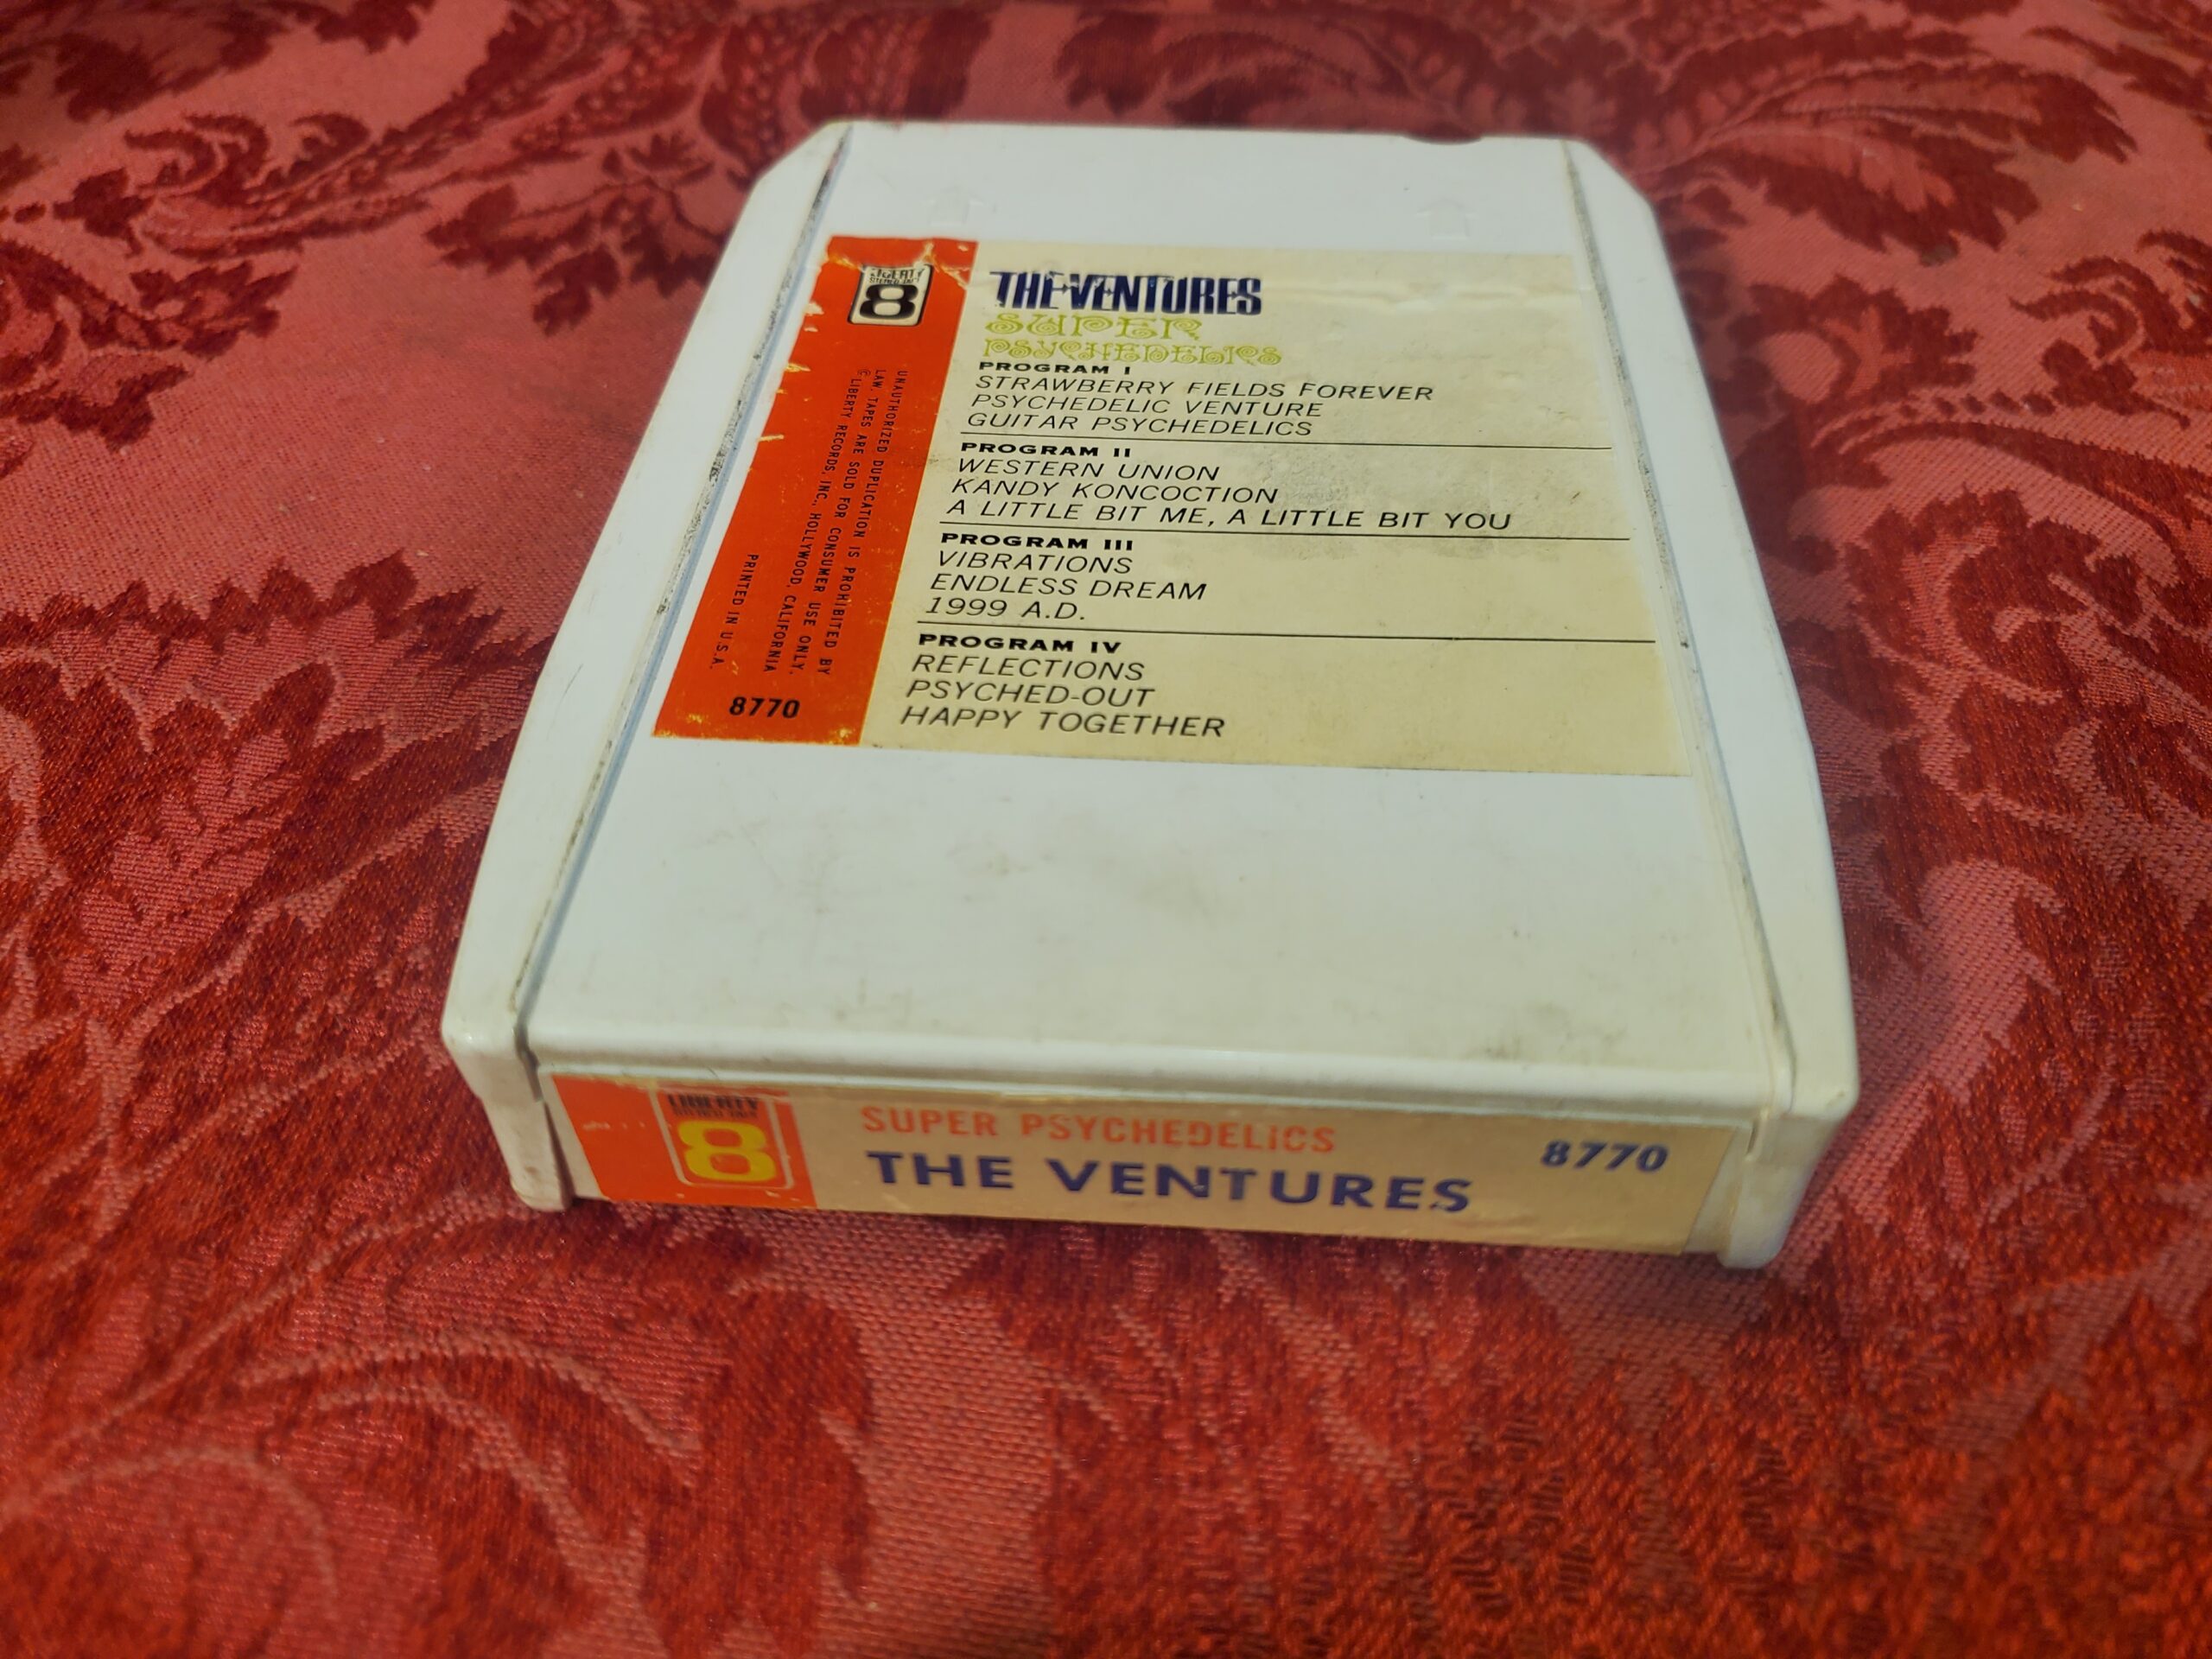 LIBERTY
STEREO-TAPE
8
UNAUTHORIZED DUPLICATION IS PROHIBITED BY
LAW. TAPES ARE SOLD FOR CONSUMER USE ONLY.
℗ LIBERTY RECORDS, INC., HOLLYWOOD, CALIFORNIA
PRINTED IN U.S.A.
8770
THE VENTURES
SUPER
PSYCHEDELICS
PROGRAM I
STRAWBERRY FIELDS FOREVER
PSYCHEDELIC VENTURE
GUITAR PSYCHEDELICS
PROGRAM II
WESTERN UNION
KANDY KONCOCTION
A LITTLE BIT ME, A LITTLE BIT YOU
PROGRAM III
VIBRATIONS
ENDLESS DREAM
1999 A.D.
PROGRAM IV
REFLECTIONS
PSYCHED-OUT
HAPPY TOGETHER
LIBERTY
8
SUPER PSYCHEDELICS
THE VENTURES
8770